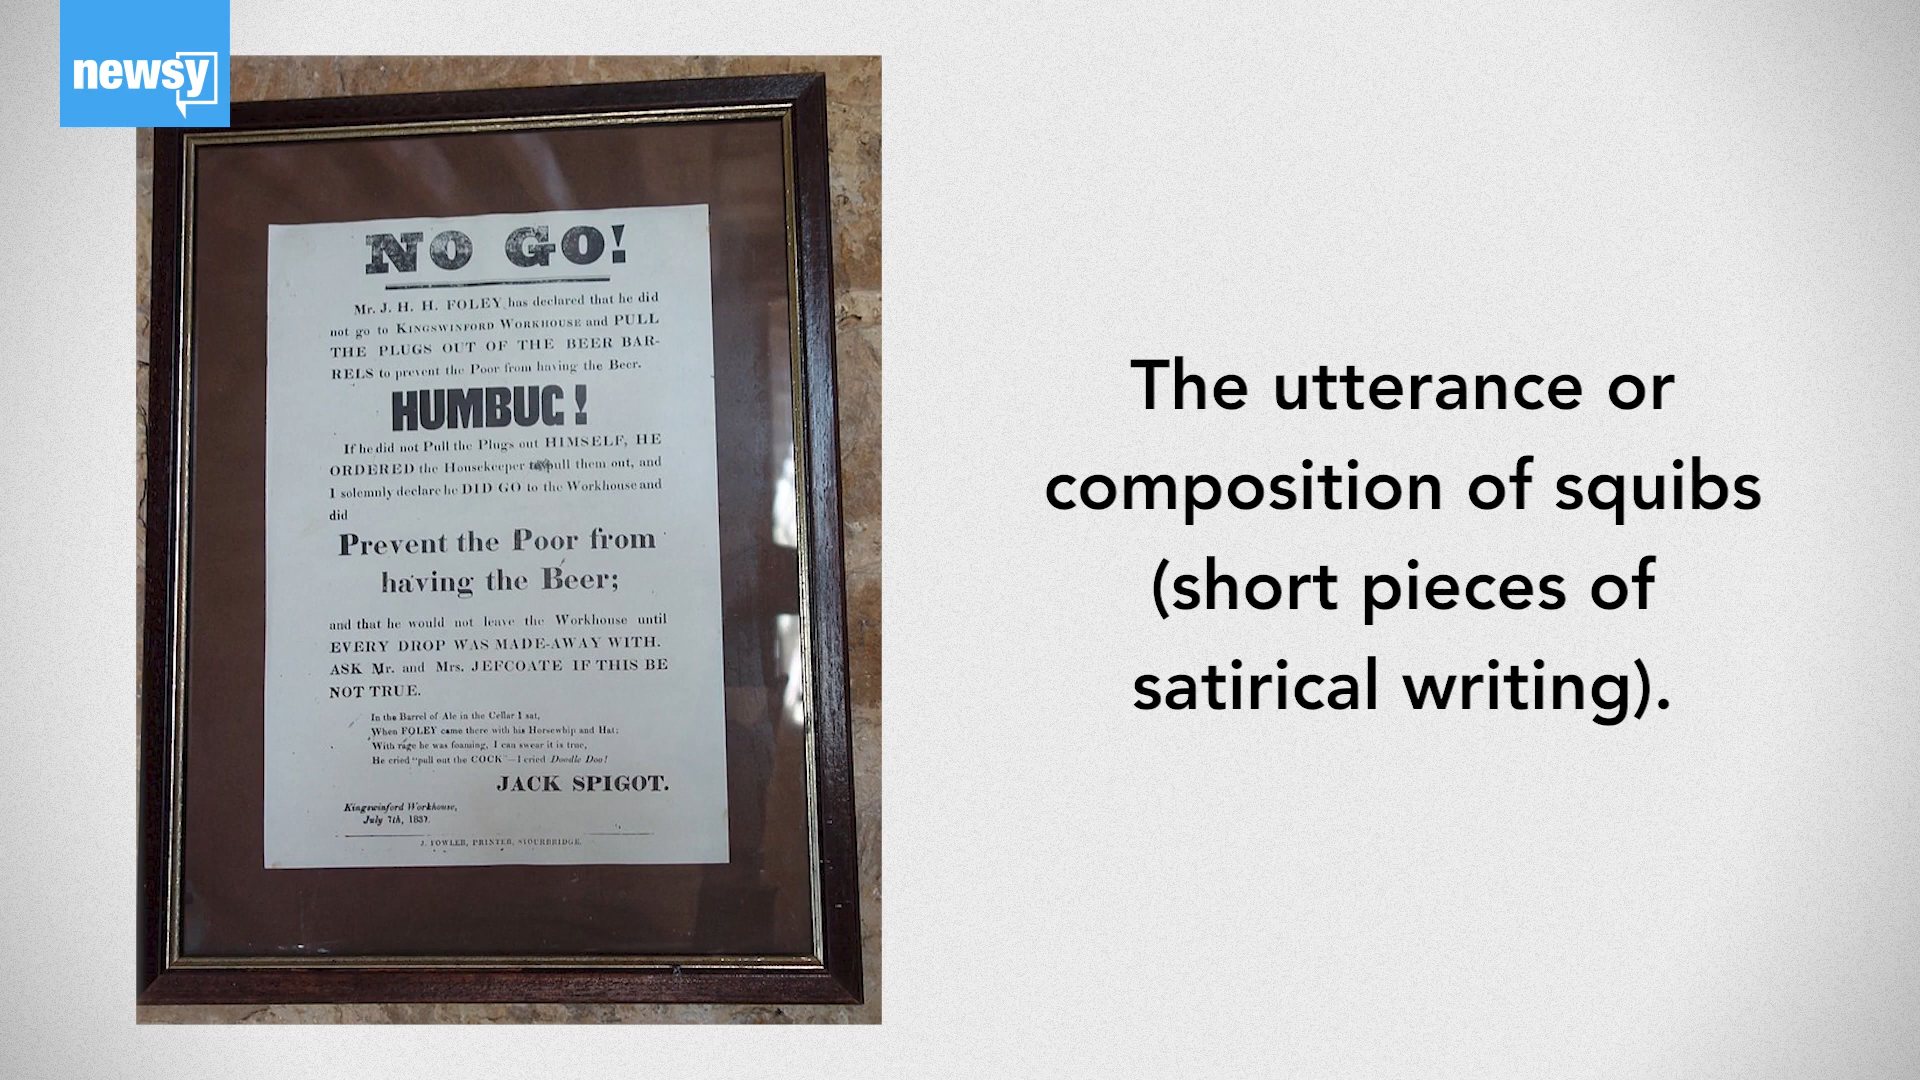 newsy
NO GO!
Mr. J. H. H. FOLEY has declared that he did
not go to KINGSWINFORD WORKHOUSE and PULL
THE PLUGS OUT OF THE BEER BAR-
RELS to prevent the Poor from having the Beer.
HUMBUG!
If he did not Pull the Plugs out HIMSELF, HE
ORDERED the Housekeeper to pull them out, and
I solemnly declare he DID GO to the Workhouse and
did
Prevent the Poor from
having the Beer;
and that he would not leave the Workhouse until
EVERY DROP WAS MADE-AWAY WITH.
ASK Mr. and Mrs. JEFCOATE IF THIS BE
NOT TRUE.
In the Barrel of Ale in the Cellar I sat,
When FOLEY came there with his Horsewhip and Hat;
With rage he was foaming, I can swear it is true,
He cried "pull out the COCK"—I cried Doodle Doo!
JACK SPIGOT.
Kingswinford Workhouse,
July 7th, 1837.
J. FOWLER, PRINTER, STOURBRIDGE.
The utterance or
composition of squibs
(short pieces of
satirical writing).